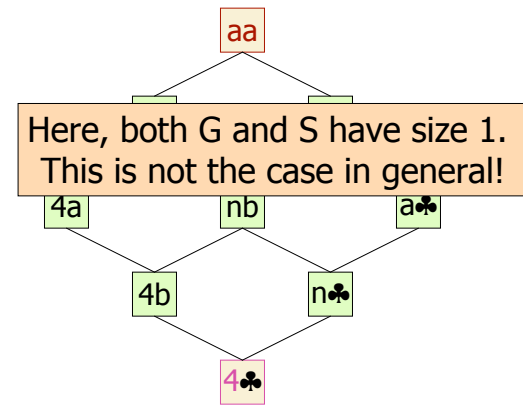 aa
Here, both G and S have size 1.
This is not the case in general!
4a nb a♣
4b n♣
4♣